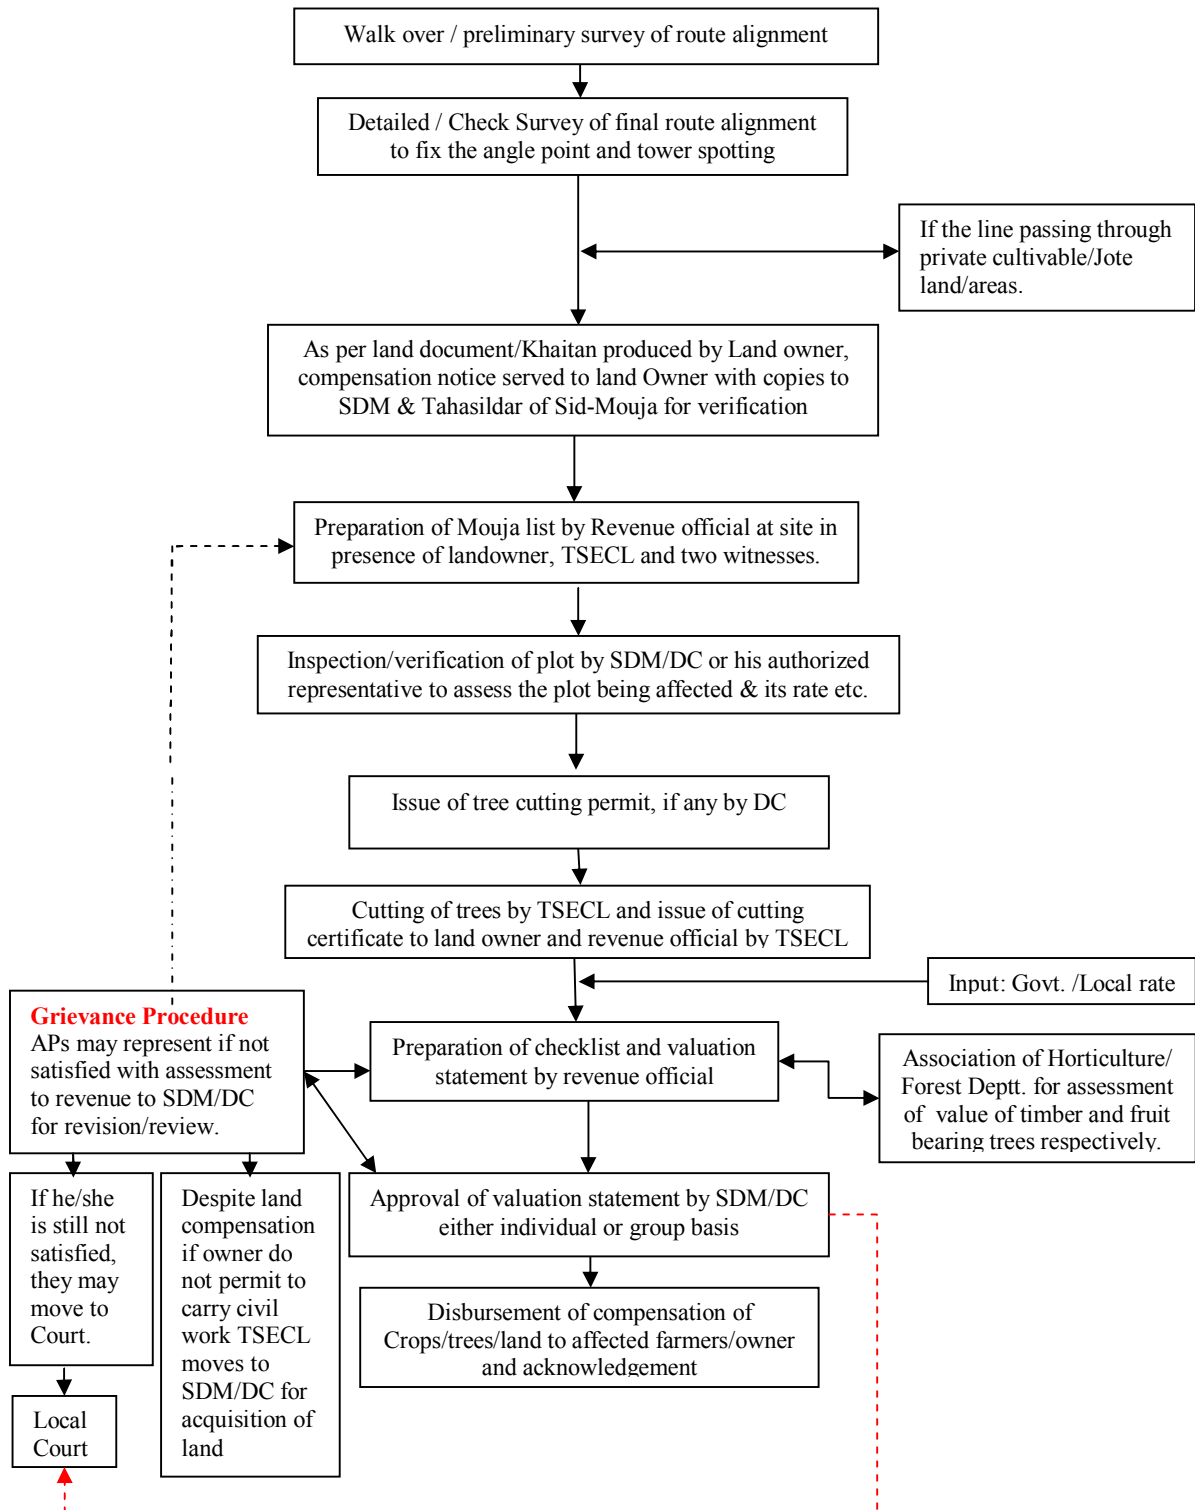 Walk over / preliminary survey of route alignment
Detailed / Check Survey of final route alignment
to fix the angle point and tower spotting
If the line passing through
private cultivable/Jote
land/areas.
As per land document/Khaitan produced by Land owner,
compensation notice served to land Owner with copies to
SDM & Tahasildar of Sid-Mouja for verification
Preparation of Mouja list by Revenue official at site in
presence of landowner, TSECL and two witnesses.
Inspection/verification of plot by SDM/DC or his authorized
representative to assess the plot being affected & its rate etc.
Issue of tree cutting permit, if any by DC
Cutting of trees by TSECL and issue of cutting
certificate to land owner and revenue official by TSECL
Input: Govt. /Local rate
Grievance Procedure
APs may represent if not
satisfied with assessment
to revenue to SDM/DC
for revision/review.
Preparation of checklist and valuation
statement by revenue official
Association of Horticulture/
Forest Deptt. for assessment
of value of timber and fruit
bearing trees respectively.
If he/she
is still not
satisfied,
they may
move to
Court.
Despite land
compensation
if owner do
not permit to
carry civil
work TSECL
moves to
SDM/DC for
acquisition of
land
Approval of valuation statement by SDM/DC
either individual or group basis
Disbursement of compensation of
Crops/trees/land to affected farmers/owner
and acknowledgement
Local
Court